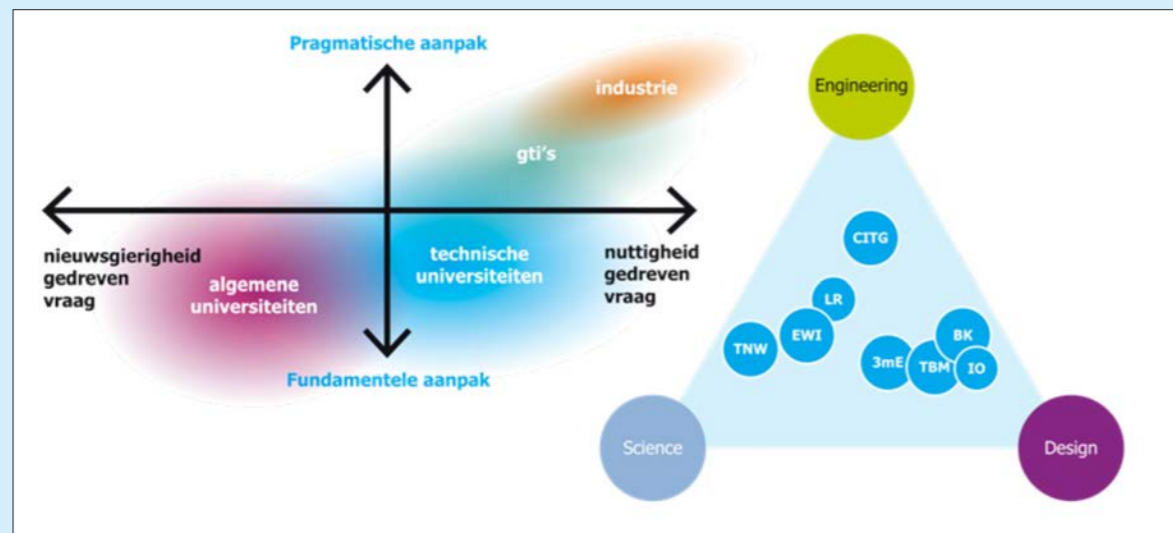 Pragmatische aanpak
industrie
gti's
nieuwsgierigheid
gedreven
vraag
algemene
universiteiten
technische
universiteiten
nuttigheid
gedreven
vraag
Fundamentele aanpak
Engineering
CITG
LR
EWI
TNW
3mE
TBM
BK
IO
Science
Design